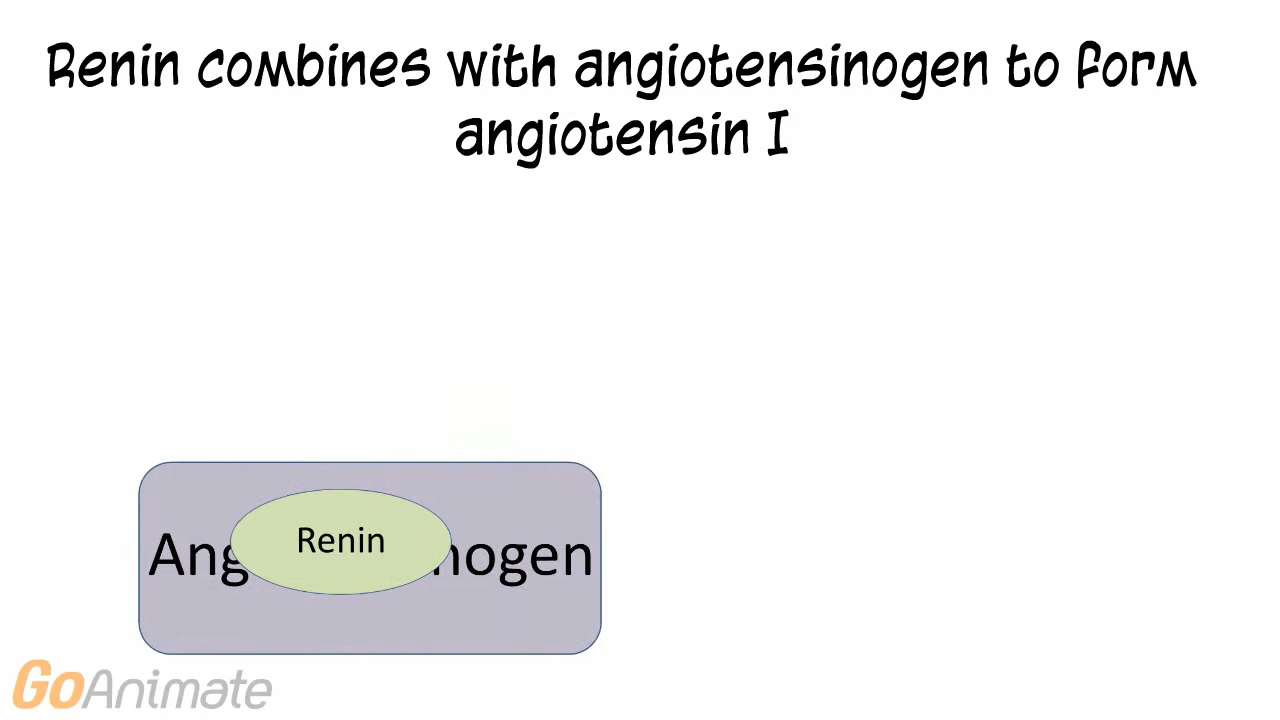 Renin combines with angiotensinogen to form
angiotensin I
Renin
Ang nogen
GoAnimate